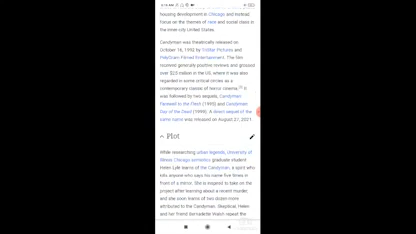 housing development in Chicago and instead
focus on the themes of race and social class in
the inner-city United States.
Candyman was theatrically released on
October 16, 1992 by TriStar Pictures and
PolyGram Filmed Entertainment. The film
received generally positive reviews and grossed
over $25 million in the US, where it was also
regarded in some critical circles as a
contemporary classic of horror cinema. It
was followed by two sequels, Candyman:
Farewell to the Flesh (1995) and Candyman:
Day of the Dead (1999). A direct sequel of the
same name was released on August 27, 2021.
Plot
While researching urban legends, University of
Illinois Chicago semiotics graduate student
Helen Lyle learns of the Candyman, a spirit who
kills anyone who says his name five times in
front of a mirror. She is inspired to take on the
project after learning about a recent murder,
and she soon learns of two dozen more
attributed to the Candyman. Skeptical, Helen
and her friend Bernadette Walsh repeat the